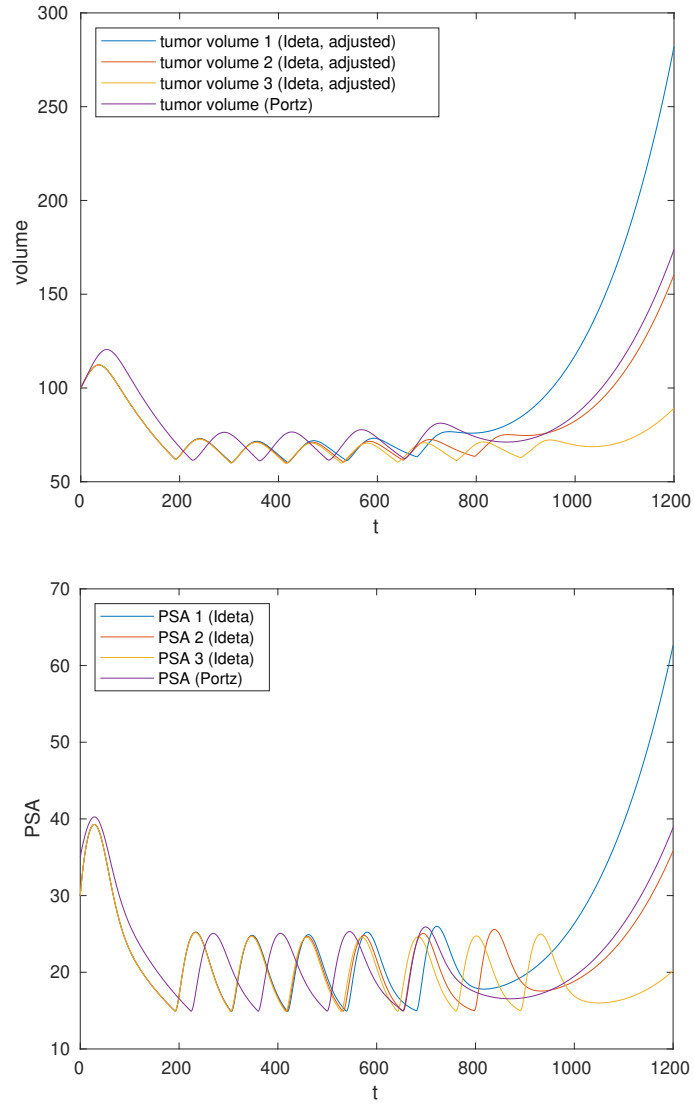 300
250
200
150
100
50
volume
tumor volume 1 (Ideta, adjusted)
tumor volume 2 (Ideta, adjusted)
tumor volume 3 (Ideta, adjusted)
tumor volume (Portz)
0 200 400 600 800 1000 1200
t
70
60
50
40
30
20
10
PSA
PSA 1 (Ideta)
PSA 2 (Ideta)
PSA 3 (Ideta)
PSA (Portz)
0 200 400 600 800 1000 1200
t